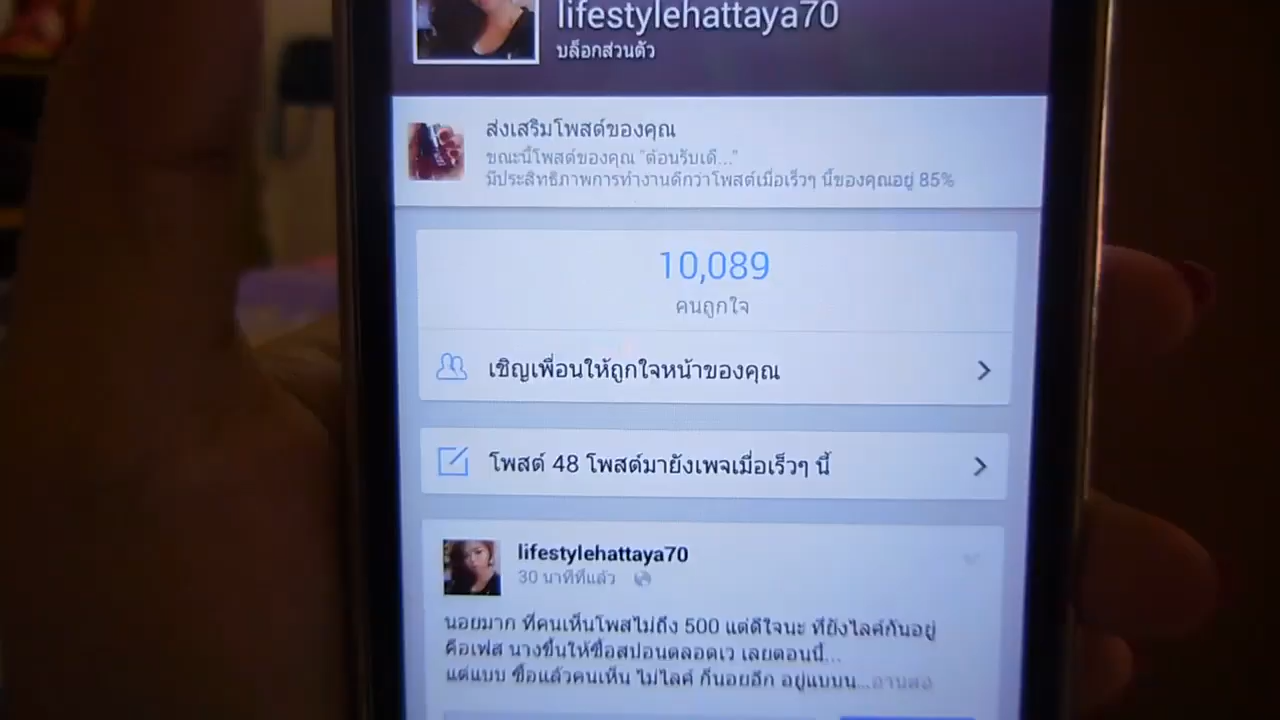 lifestylehattaya70
บล็อกส่วนตัว
ส่งเสริมโพสต์ของคุณ
ขณะนี้โพสต์ของคุณ "ต้อนรับเดื..."
มีประสิทธิภาพการทำงานดีกว่าโพสต์เมื่อเร็วๆ นี้ของคุณอยู่ 85%
10,089
คนถูกใจ
เชิญเพื่อนให้ถูกใจหน้าของคุณ
โพสต์ 48 โพสต์มายังเพจเมื่อเร็วๆ นี้
lifestylehattaya70
30 นาทีที่แล้ว
นอยมาก ที่คนเห็นโพสไม่ถึง 500 แต่ดีใจนะ ที่ยังไลค์กันอยู่
คือเฟส นางขึ้นให้ซื้อสปอนตลอดเว เลยตอนนี้...
แต่แบบ ซื้อแล้วคนเห็น ไม่ไลค์ ก็นอยอีก อยู่แบบน...